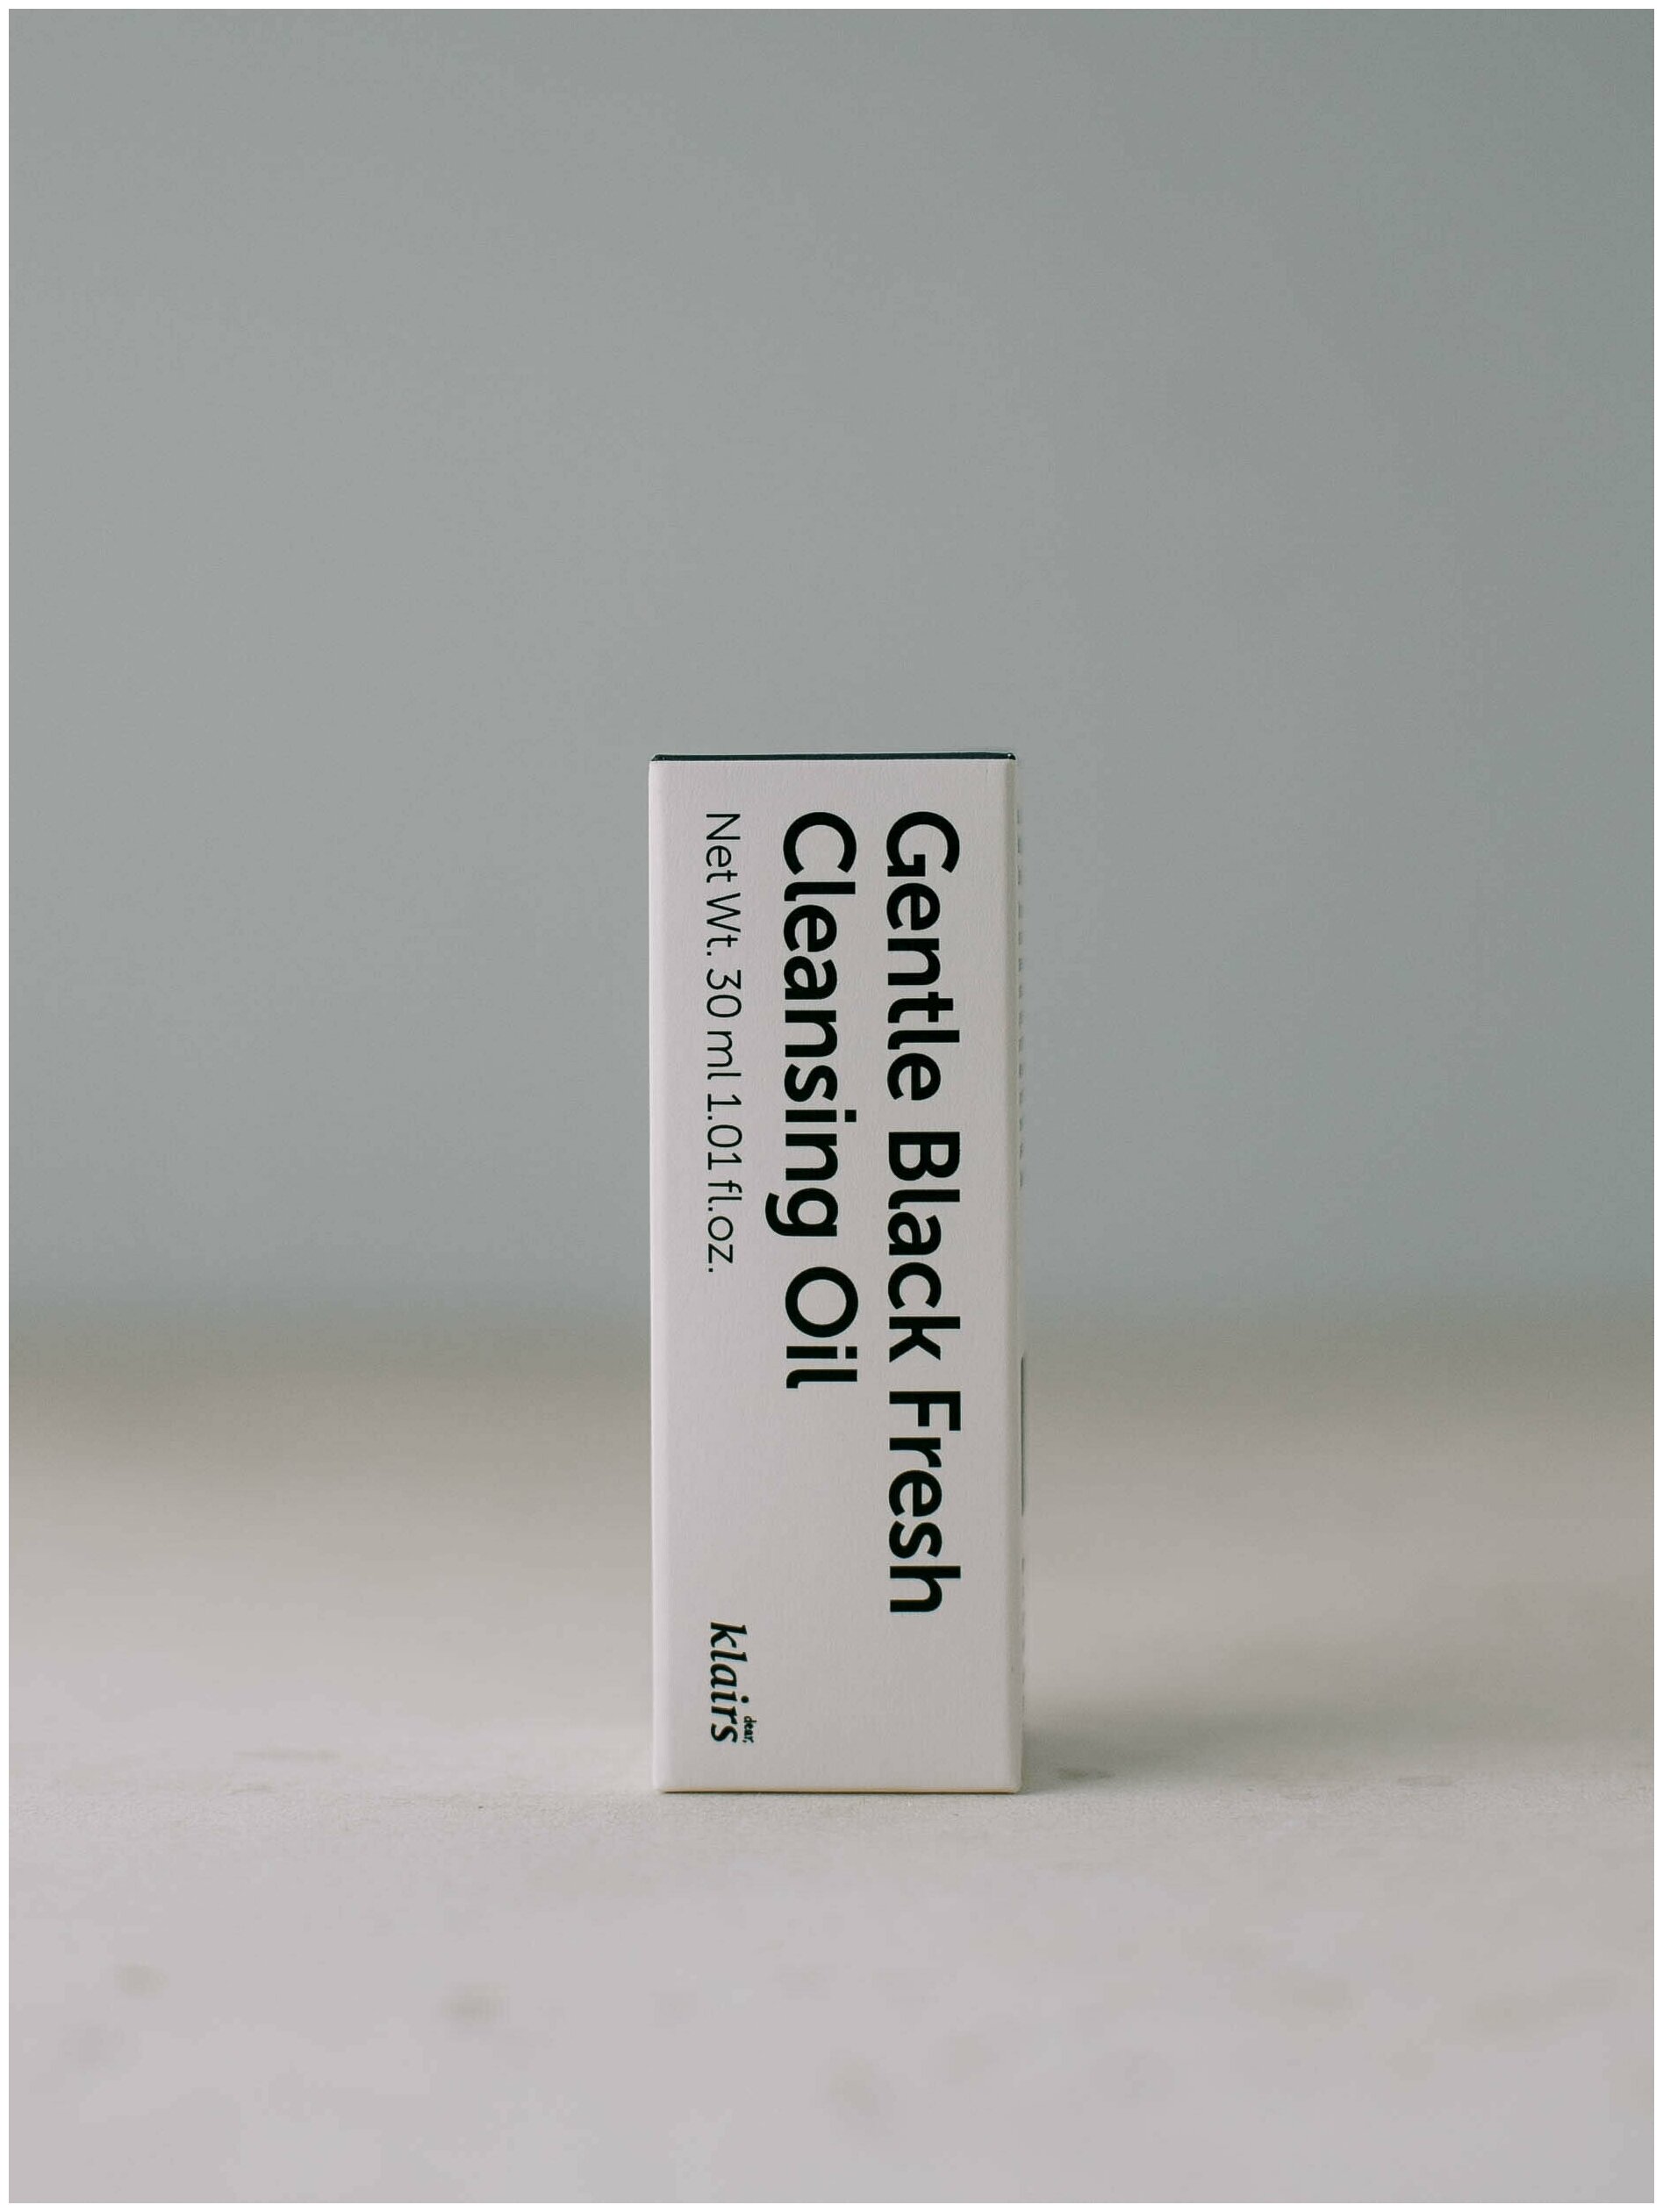 Gentle Black Fresh
Cleansing Oil
Net Wt. 30 ml 1.01 fl.oz.
dear,
klairs